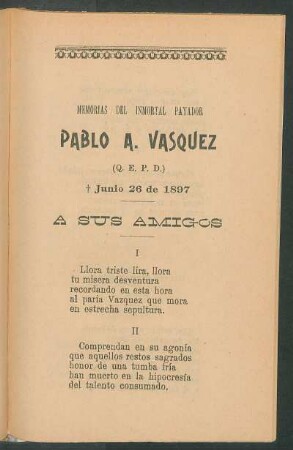 MEMORIAS DEL INMORTAL PAYADOR
PABLO A. VASQUEZ
(Q. E. P. D.)
† Junio 26 de 1897
A SUS AMIGOS
I
Llora triste lira, llora
tu mísera desventura
recordando en esta hora
al paria Vazquez que mora
en estrecha sepultura.
II
Comprendan en su agonía
que aquellos restos sagrados
honor de una tumba fría
han muerto en la hipocresía
del talento consumado.